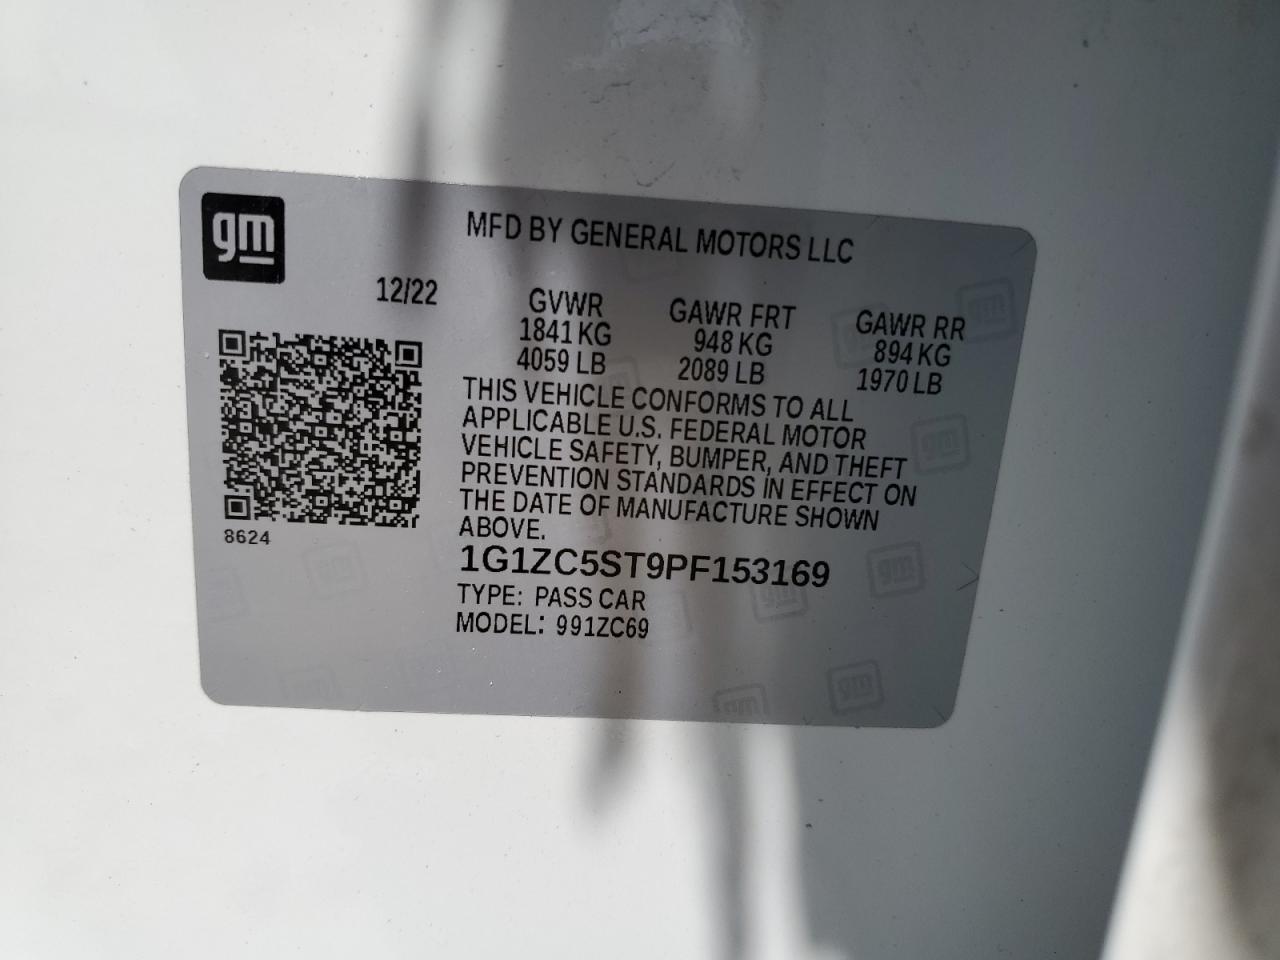 gm
MFD BY GENERAL MOTORS LLC
12/22
GVWR GAWR FRT GAWR RR
1841 KG 948 KG 894 KG
4059 LB 2089 LB 1970 LB
THIS VEHICLE CONFORMS TO ALL
APPLICABLE U.S. FEDERAL MOTOR
VEHICLE SAFETY, BUMPER, AND THEFT
PREVENTION STANDARDS IN EFFECT ON
THE DATE OF MANUFACTURE SHOWN
ABOVE.
8624
1G1ZC5ST9PF153169
TYPE: PASS CAR
MODEL: 991ZC69